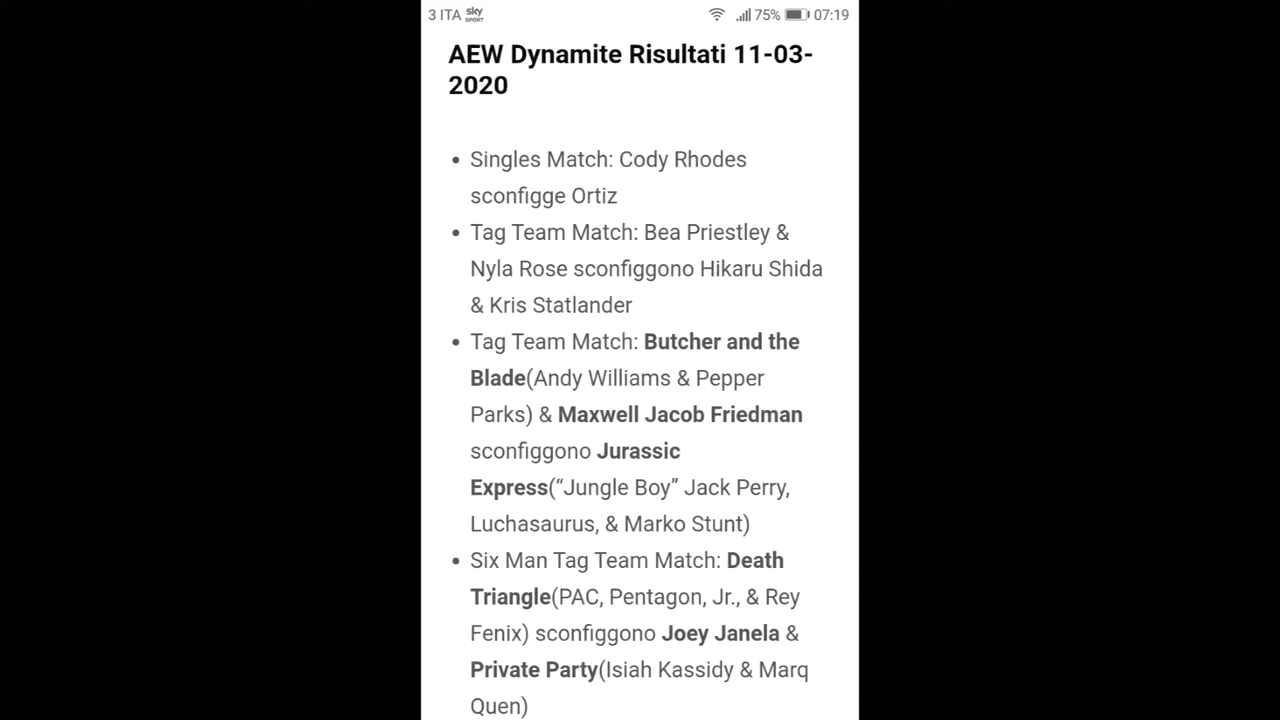 3 ITA sky SPORT 75% 07:19
AEW Dynamite Risultati 11-03-
2020
• Singles Match: Cody Rhodes
sconfigge Ortiz
• Tag Team Match: Bea Priestley &
Nyla Rose sconfiggono Hikaru Shida
& Kris Statlander
• Tag Team Match: Butcher and the
Blade(Andy Williams & Pepper
Parks) & Maxwell Jacob Friedman
sconfiggono Jurassic
Express(“Jungle Boy” Jack Perry,
Luchasaurus, & Marko Stunt)
• Six Man Tag Team Match: Death
Triangle(PAC, Pentagon, Jr., & Rey
Fenix) sconfiggono Joey Janela &
Private Party(Isiah Kassidy & Marq
Quen)